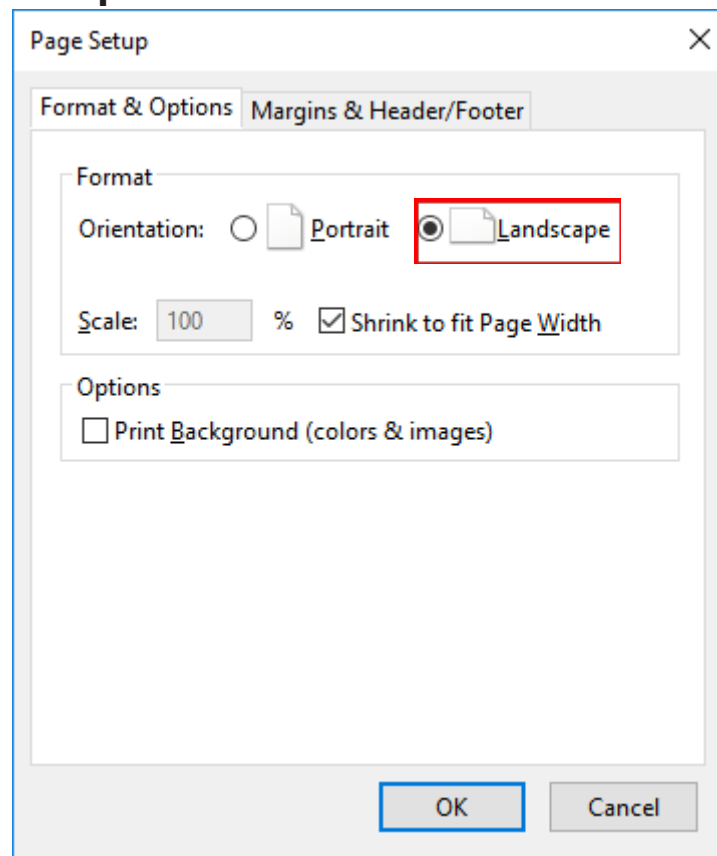 Page Setup
Format & Options Margins & Header/Footer
Format
Orientation: Portrait Landscape
Scale: 100 % Shrink to fit Page Width
Options
Print Background (colors & images)
OK Cancel